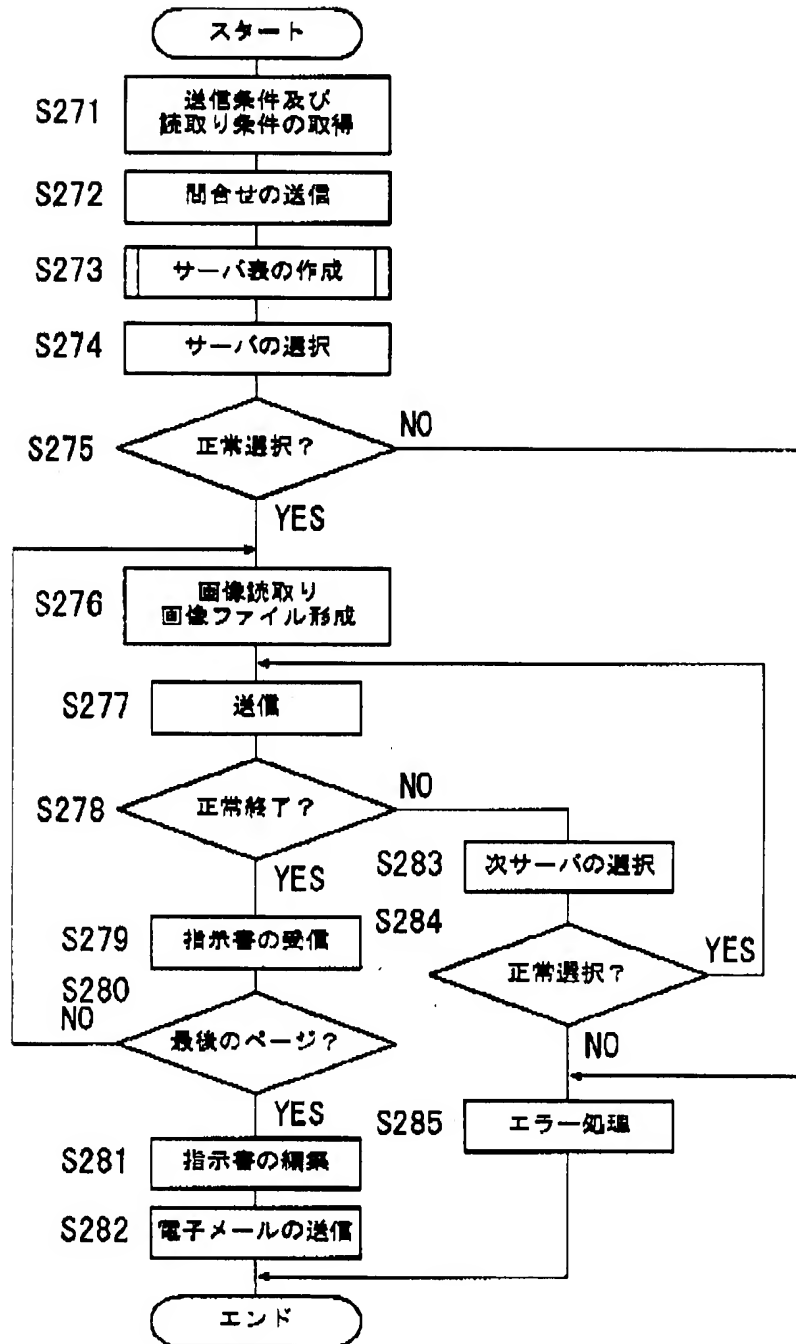 スタート
S271
送信条件及び
読取り条件の取得
S272
問合せの送信
S273
サーバ表の作成
S274
サーバの選択
S275
正常選択?
NO
YES
S276
画像読取り
画像ファイル形成
S277
送信
S278
正常終了?
NO
YES
S283
次サーバの選択
S279
指示書の受信
S284
正常選択?
YES
NO
S280
NO
最後のページ?
YES
S285
エラー処理
S281
指示書の編集
S282
電子メールの送信
エンド